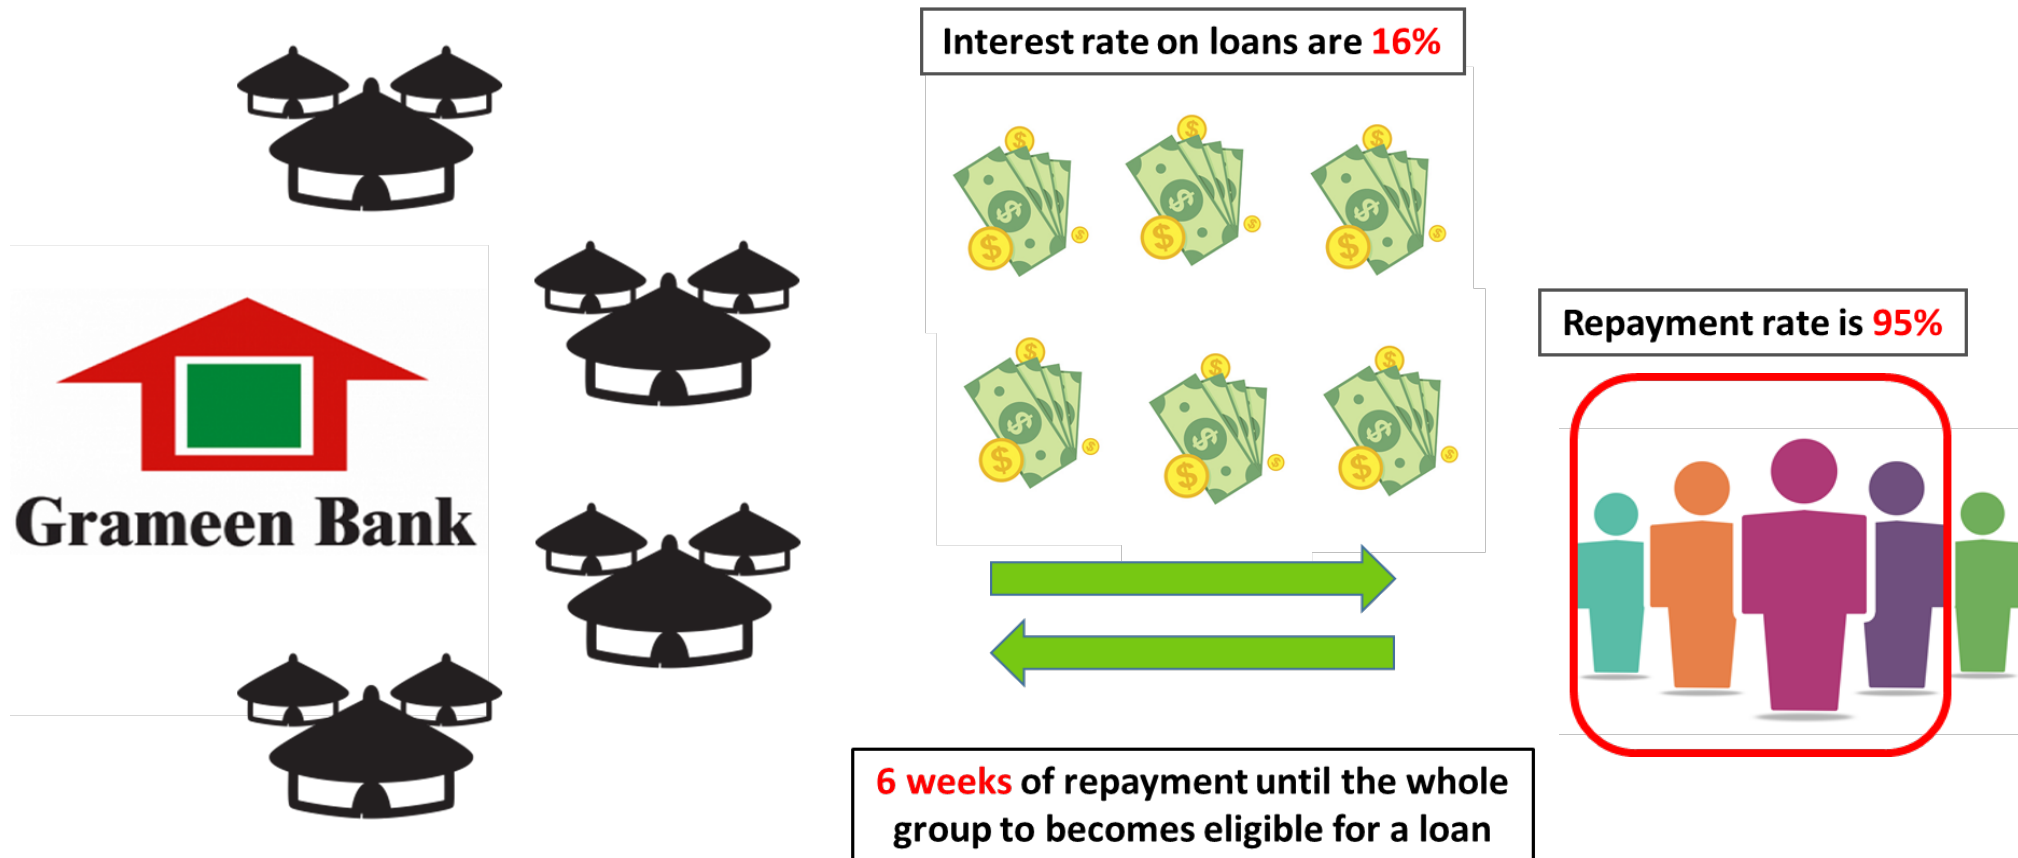 Interest rate on loans are 16%
Grameen Bank
Repayment rate is 95%
6 weeks of repayment until the whole
group to becomes eligible for a loan